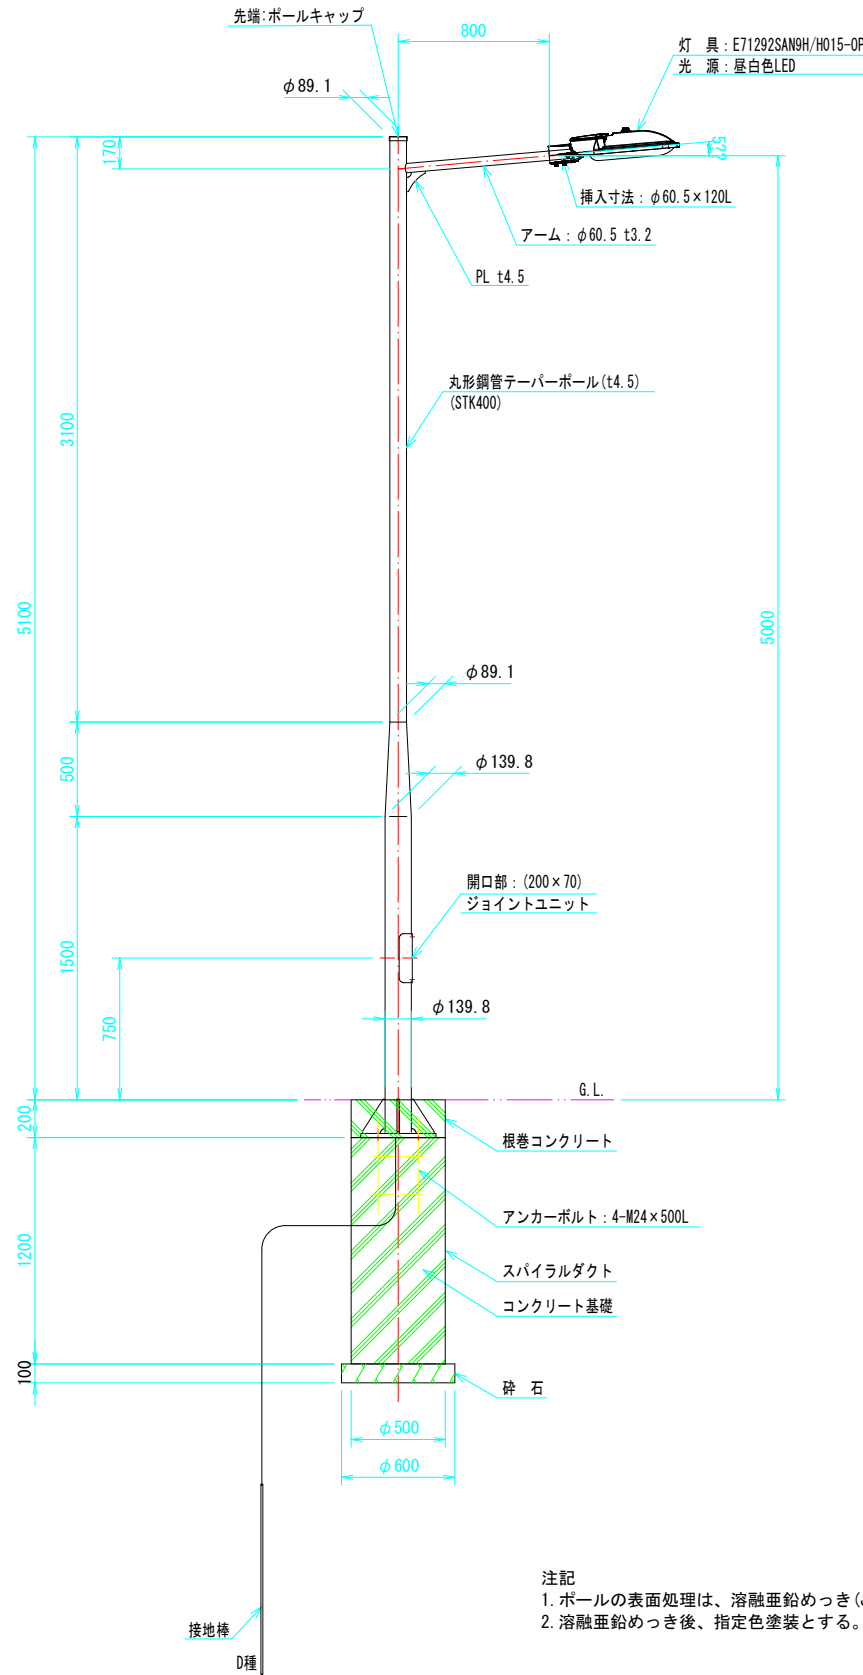 先端:ポールキャップ
800
灯　具：E71292SAN9H/H015-OP
光　源：昼白色LED
φ89.1
170
5??
挿入寸法：φ60.5×120L
アーム：φ60.5 t3.2
PL t4.5
丸形鋼管テーパーポール(t4.5)
(STK400)
3100
5100
5000
φ89.1
500
φ139.8
開口部：(200×70)
ジョイントユニット
1500
750
φ139.8
G.L.
200
根巻コンクリート
アンカーボルト：4-M24×500L
1200
スパイラルダクト
コンクリート基礎
100
砕　石
φ500
φ600
注記
1.ポールの表面処理は、溶融亜鉛めっき(
2.溶融亜鉛めっき後、指定色塗装とする。
接地棒
D種